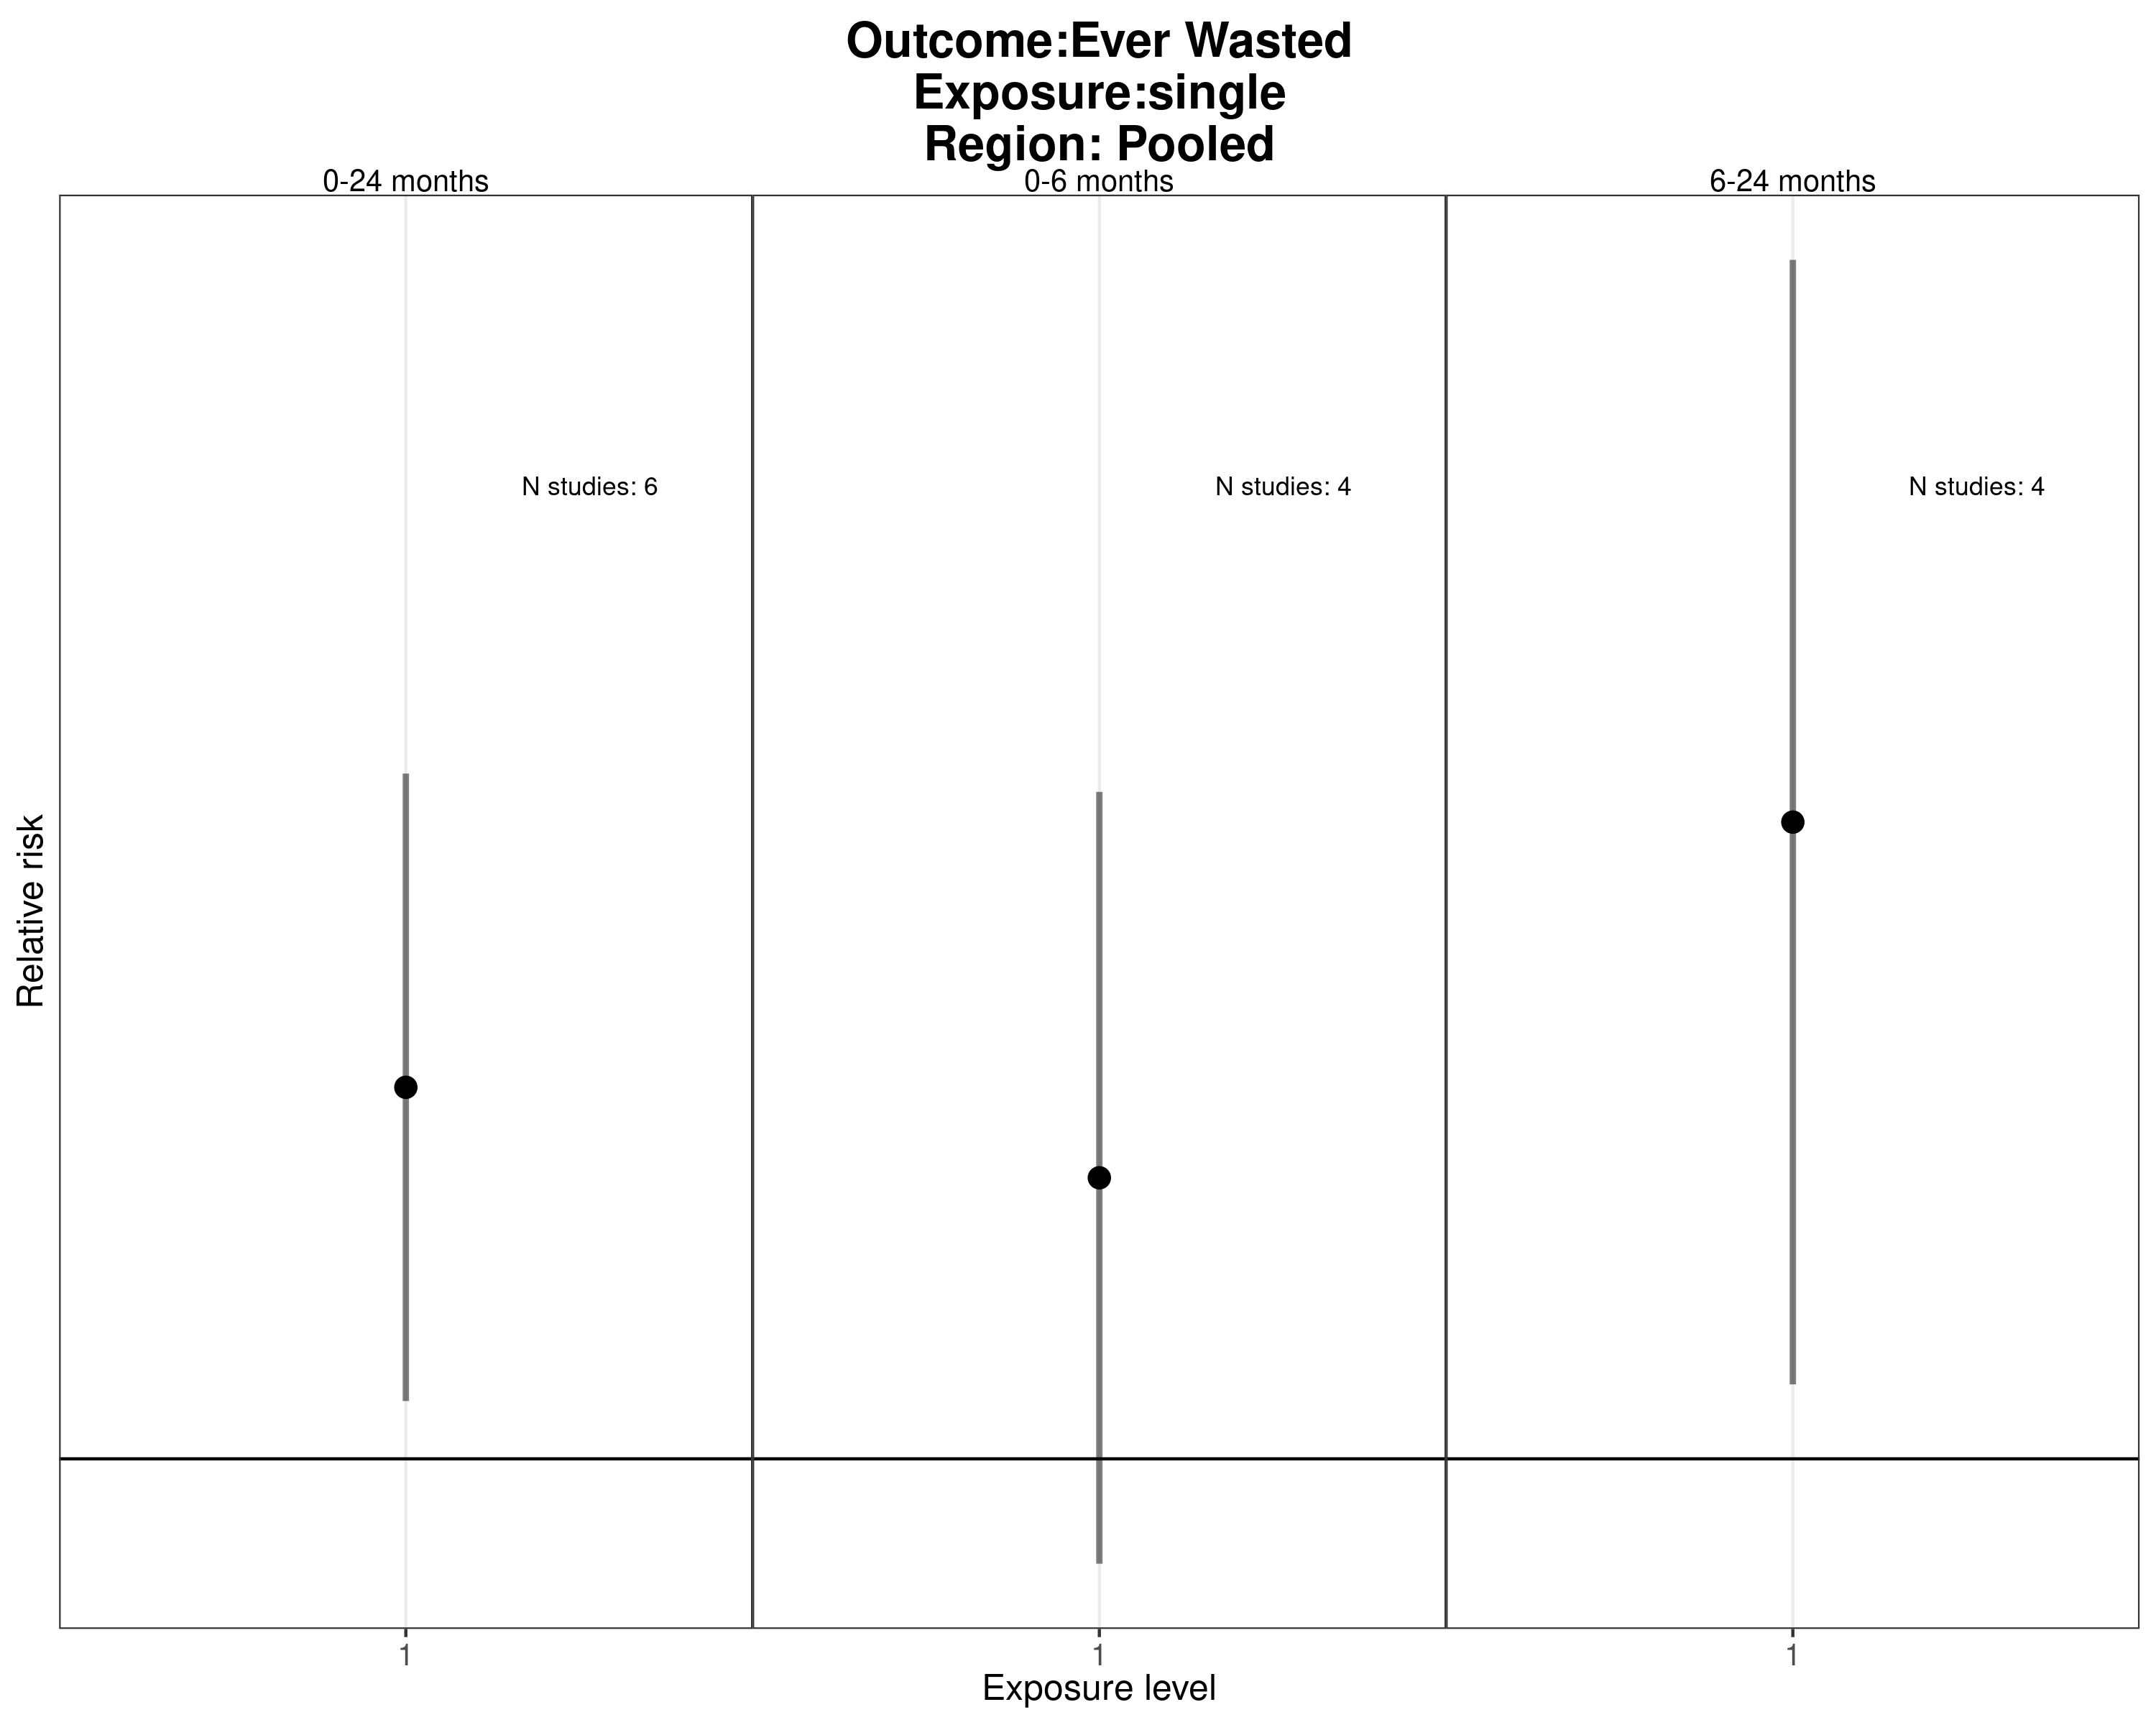 Outcome:Ever Wasted
Exposure:single
Region: Pooled
0-24 months
0-6 months
6-24 months
N studies: 6
N studies: 4
N studies: 4
Relative risk
1
1
1
Exposure level